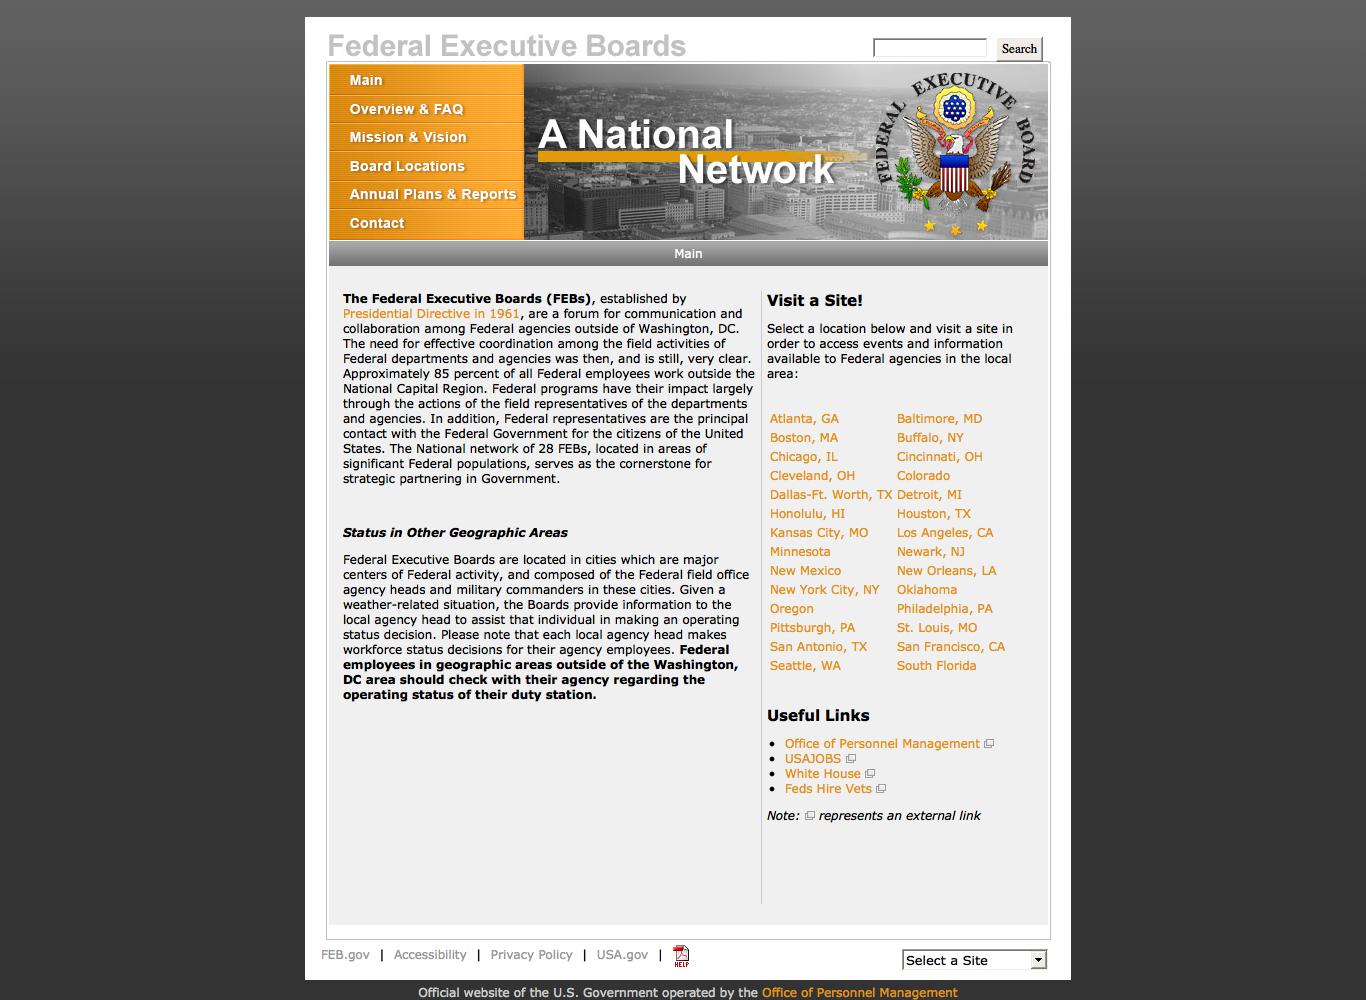 Federal Executive Boards
Search
Main
Overview & FAQ
Mission & Vision
Board Locations
Annual Plans & Reports
Contact
A National
Network
FEDERAL EXECUTIVE BOARD
Main
The Federal Executive Boards (FEBs), established by
Presidential Directive in 1961, are a forum for communication and
collaboration among Federal agencies outside of Washington, DC.
The need for effective coordination among the field activities of
Federal departments and agencies was then, and is still, very clear.
Approximately 85 percent of all Federal employees work outside the
National Capital Region. Federal programs have their impact largely
through the actions of the field representatives of the departments
and agencies. In addition, Federal representatives are the principal
contact with the Federal Government for the citizens of the United
States. The National network of 28 FEBs, located in areas of
significant Federal populations, serves as the cornerstone for
strategic partnering in Government.
Status in Other Geographic Areas
Federal Executive Boards are located in cities which are major
centers of Federal activity, and composed of the Federal field office
agency heads and military commanders in these cities. Given a
weather-related situation, the Boards provide information to the
local agency head to assist that individual in making an operating
status decision. Please note that each local agency head makes
workforce status decisions for their agency employees. Federal
employees in geographic areas outside of the Washington,
DC area should check with their agency regarding the
operating status of their duty station.
Visit a Site!
Select a location below and visit a site in
order to access events and information
available to Federal agencies in the local
area:
Atlanta, GA Baltimore, MD
Boston, MA Buffalo, NY
Chicago, IL Cincinnati, OH
Cleveland, OH Colorado
Dallas-Ft. Worth, TX Detroit, MI
Honolulu, HI Houston, TX
Kansas City, MO Los Angeles, CA
Minnesota Newark, NJ
New Mexico New Orleans, LA
New York City, NY Oklahoma
Oregon Philadelphia, PA
Pittsburgh, PA St. Louis, MO
San Antonio, TX San Francisco, CA
Seattle, WA South Florida
Useful Links
• Office of Personnel Management
• USAJOBS
• White House
• Feds Hire Vets
Note: represents an external link
FEB.gov | Accessibility | Privacy Policy | USA.gov | HELP
Select a Site
Official website of the U.S. Government operated by the Office of Personnel Management